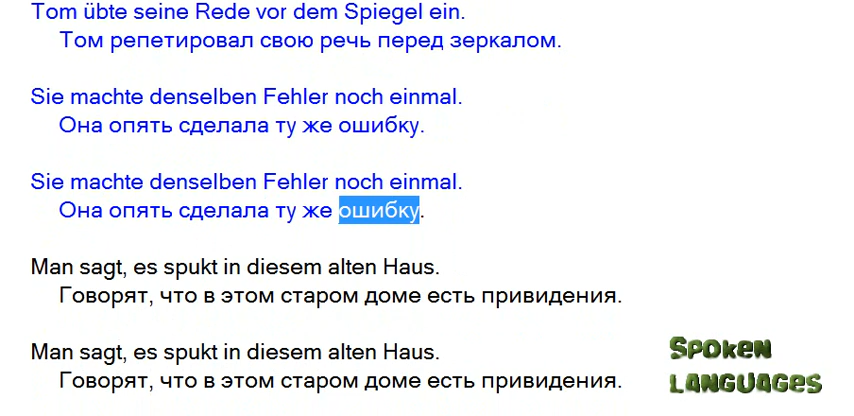 Tom übte seine Rede vor dem Spiegel ein.
Том репетировал свою речь перед зеркалом.
Sie machte denselben Fehler noch einmal.
Она опять сделала ту же ошибку.
Sie machte denselben Fehler noch einmal.
Она опять сделала ту же ошибку.
Man sagt, es spukt in diesem alten Haus.
Говорят, что в этом старом доме есть привидения.
Man sagt, es spukt in diesem alten Haus.
Говорят, что в этом старом доме есть привидения.
Spoken
Languages